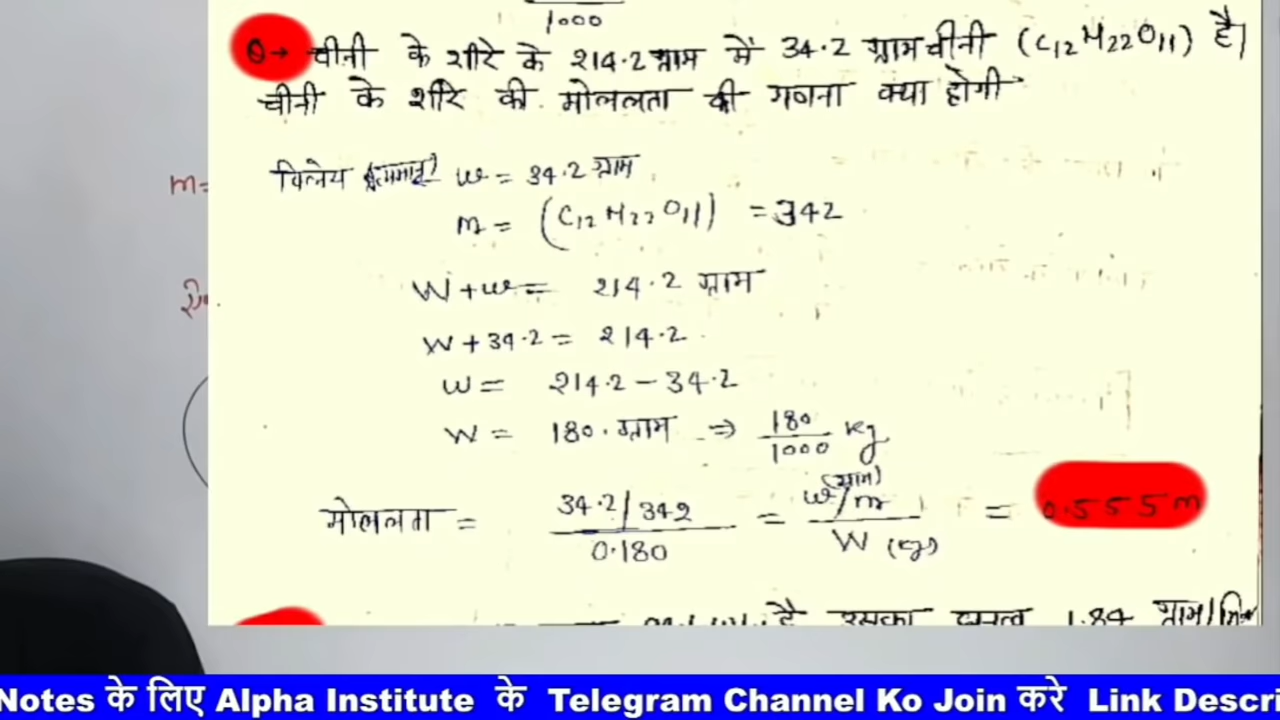 1000
Q→ चीनी के शीरे के 214.2 ग्राम में 34.2 ग्राम चीनी (C12H22O11) है।
चीनी के शीरे की मोललता की गणना क्या होगी
m=
विलेय w = 34.2 ग्राम
m = (C12H22O11) = 342
W+w = 214.2 ग्राम
W + 34.2 = 214.2
w = 214.2 – 34.2
W = 180. ग्राम ⇒ 180/1000 kg
मोललता = 34.2/342 / 0.180 = w(ग्राम)/m / W (kg) = 0.555m
है उसका घनत्व 1.84 ग्राम/
Notes के लिए Alpha Institute के Telegram Channel Ko Join करे Link Descri